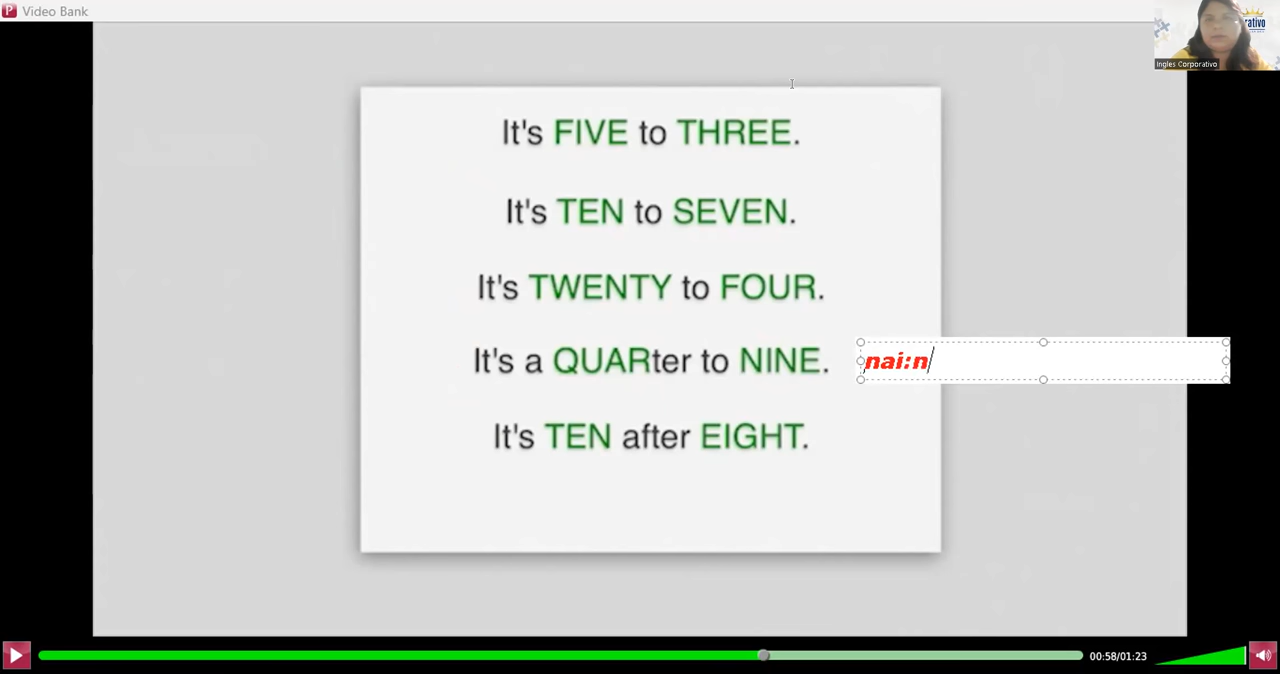 Video Bank
rativo
Ingles Corporativo
It's FIVE to THREE.
It's TEN to SEVEN.
It's TWENTY to FOUR.
It's a QUARter to NINE.
nai:n
It's TEN after EIGHT.
00:58/01:23